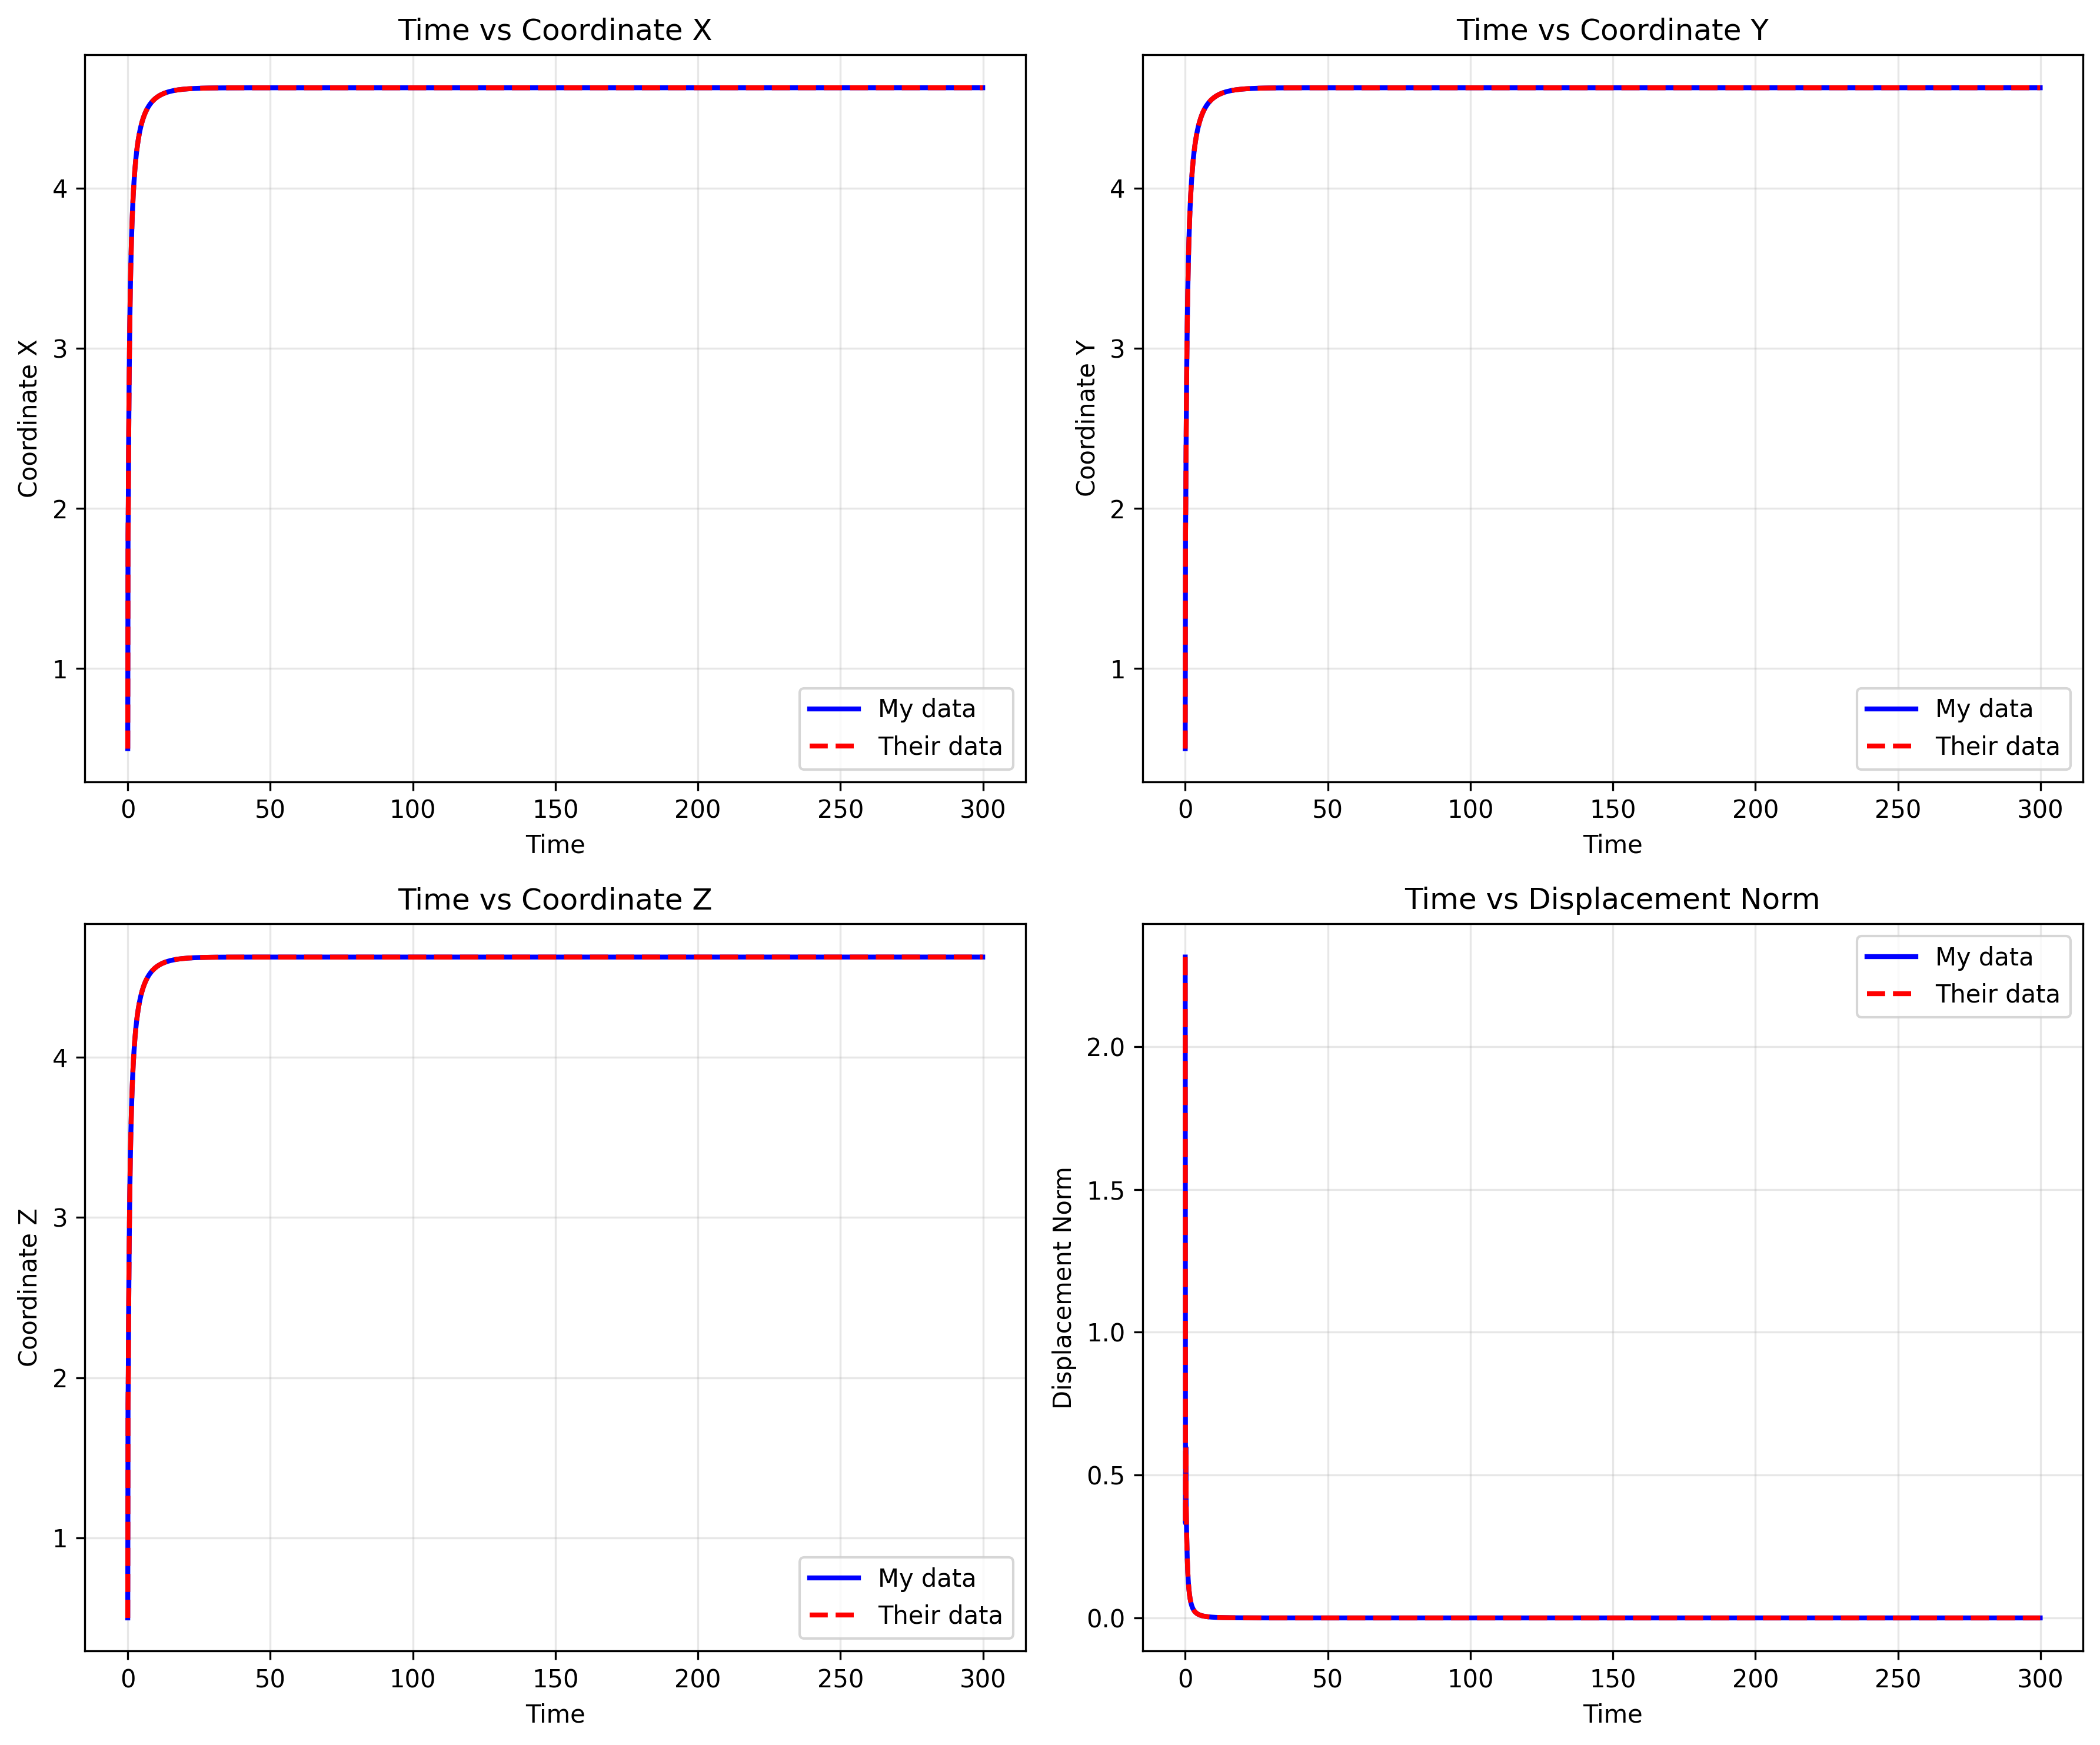 Time vs Coordinate X
Coordinate X
4
3
2
1
0 50 100 150 200 250 300
Time
My data
Their data
Time vs Coordinate Y
Coordinate Y
4
3
2
1
0 50 100 150 200 250 300
Time
My data
Their data
Time vs Coordinate Z
Coordinate Z
4
3
2
1
0 50 100 150 200 250 300
Time
My data
Their data
Time vs Displacement Norm
Displacement Norm
2.0
1.5
1.0
0.5
0.0
0 50 100 150 200 250 300
Time
My data
Their data